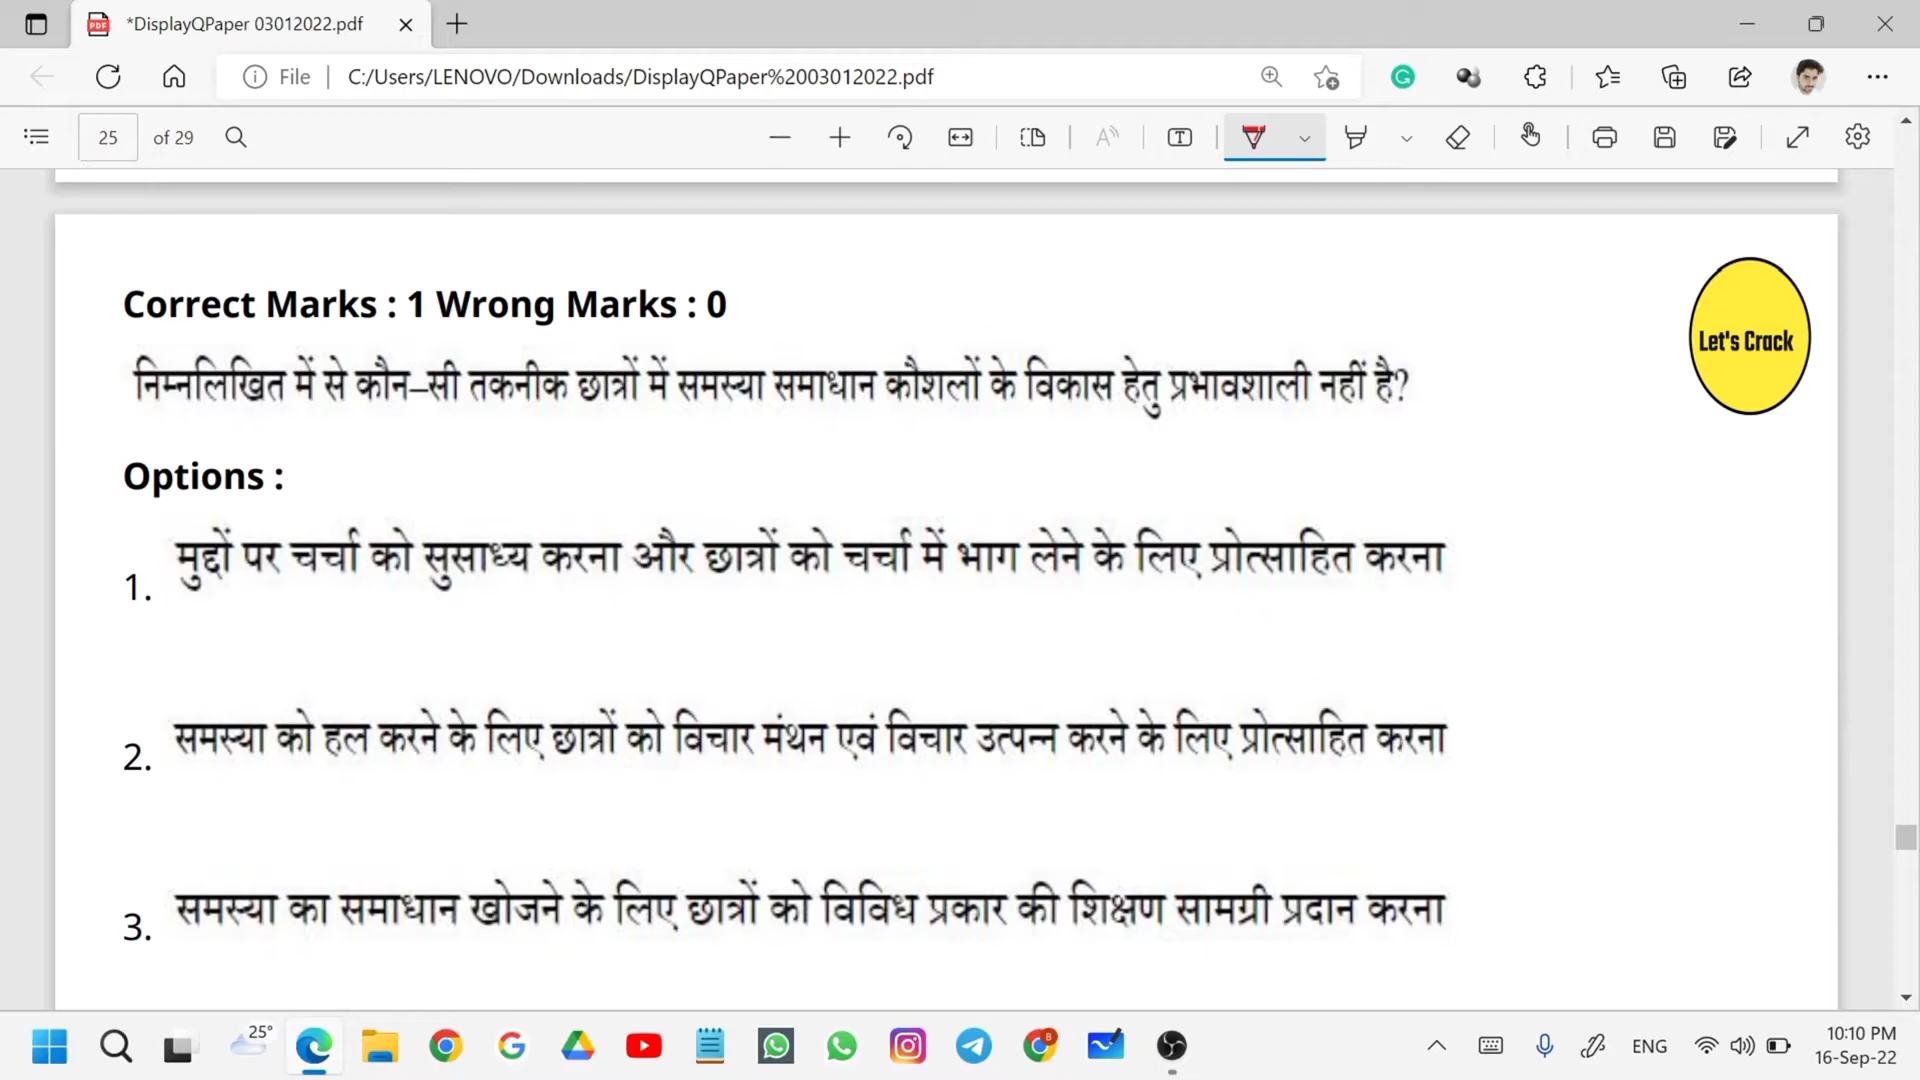 *DisplayQPaper 03012022.pdf
File
C:/Users/LENOVO/Downloads/DisplayQPaper%2003012022.pdf
25 of 29
Correct Marks : 1 Wrong Marks : 0
Let's Crack
निम्नलिखित में से कौन–सी तकनीक छात्रों में समस्या समाधान कौशलों के विकास हेतु प्रभावशाली नहीं है?
Options :
1. मुद्दों पर चर्चा को सुसाध्य करना और छात्रों को चर्चा में भाग लेने के लिए प्रोत्साहित करना
2. समस्या को हल करने के लिए छात्रों को विचार मंथन एवं विचार उत्पन्न करने के लिए प्रोत्साहित करना
3. समस्या का समाधान खोजने के लिए छात्रों को विविध प्रकार की शिक्षण सामग्री प्रदान करना
25°
ENG
10:10 PM
16-Sep-22